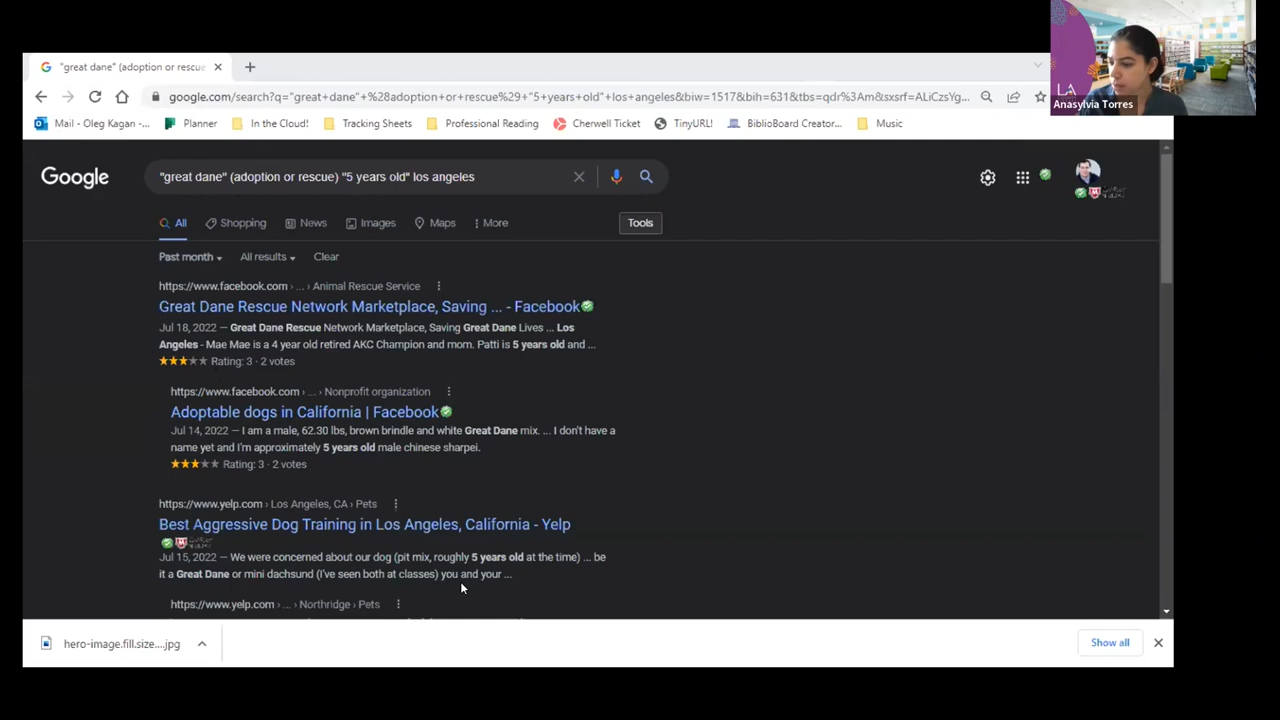 "great dane" (adoption or rescue
google.com/search?q="great+dane"+%28adoption+or+rescue%29+"5+years+old"+los+angeles&biw=1517&bih=631&tbs=qdr%3Am&sxsrf=ALiCzsYg...
Mail - Oleg Kagan -...
Planner
In the Cloud!
Tracking Sheets
Professional Reading
Cherwell Ticket
TinyURL!
BiblioBoard Creator...
Music
LA
Anasylvia Torres
Google
"great dane" (adoption or rescue) "5 years old" los angeles
All
Shopping
News
Images
Maps
More
Tools
Past month
All results
Clear
https://www.facebook.com › ... › Animal Rescue Service
Great Dane Rescue Network Marketplace, Saving ... - Facebook
Jul 18, 2022 — Great Dane Rescue Network Marketplace, Saving Great Dane Lives ... Los
Angeles - Mae Mae is a 4 year old retired AKC Champion and mom. Patti is 5 years old and ...
Rating: 3 · 2 votes
https://www.facebook.com › ... › Nonprofit organization
Adoptable dogs in California | Facebook
Jul 14, 2022 — I am a male, 62.30 lbs, brown brindle and white Great Dane mix. ... I don't have a
name yet and I'm approximately 5 years old male chinese sharpei.
Rating: 3 · 2 votes
https://www.yelp.com › Los Angeles, CA › Pets
Best Aggressive Dog Training in Los Angeles, California - Yelp
Jul 15, 2022 — We were concerned about our dog (pit mix, roughly 5 years old at the time) ... be
it a Great Dane or mini dachsund (I've seen both at classes) you and your ...
https://www.yelp.com › ... › Northridge › Pets
hero-image.fill.size....jpg
Show all